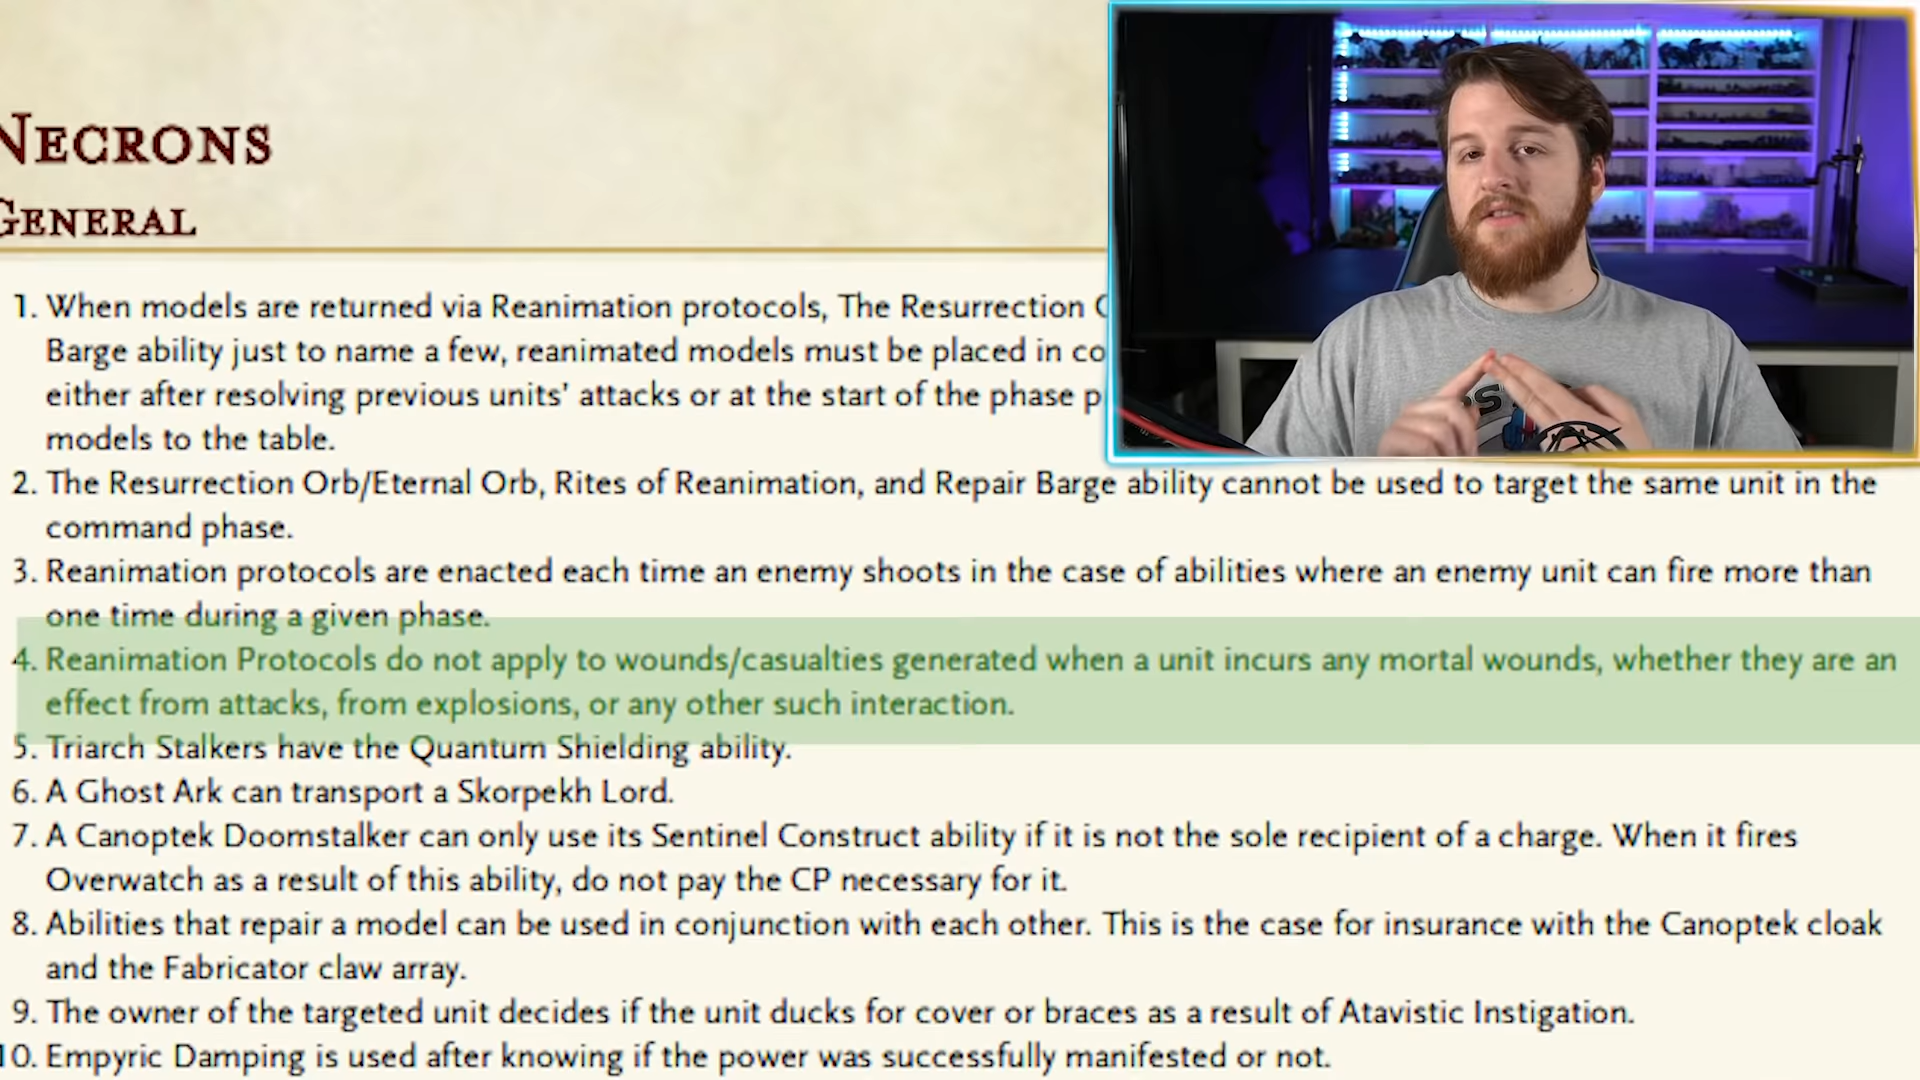 NECRONS
GENERAL
1. When models are returned via Reanimation protocols, The Resurrection
Barge ability just to name a few, reanimated models must be placed in
either after resolving previous units' attacks or at the start of the phase
models to the table.
2. The Resurrection Orb/Eternal Orb, Rites of Reanimation, and Repair Barge ability cannot be used to target the same unit in the
command phase.
3. Reanimation protocols are enacted each time an enemy shoots in the case of abilities where an enemy unit can fire more than
one time during a given phase.
4. Reanimation Protocols do not apply to wounds/casualties generated when a unit incurs any mortal wounds, whether they are an
effect from attacks, from explosions, or any other such interaction.
5. Triarch Stalkers have the Quantum Shielding ability.
6. A Ghost Ark can transport a Skorpekh Lord.
7. A Canoptek Doomstalker can only use its Sentinel Construct ability if it is not the sole recipient of a charge. When it fires
Overwatch as a result of this ability, do not pay the CP necessary for it.
8. Abilities that repair a model can be used in conjunction with each other. This is the case for insurance with the Canoptek cloak
and the Fabricator claw array.
9. The owner of the targeted unit decides if the unit ducks for cover or braces as a result of Atavistic Instigation.
10. Empyric Damping is used after knowing if the power was successfully manifested or not.